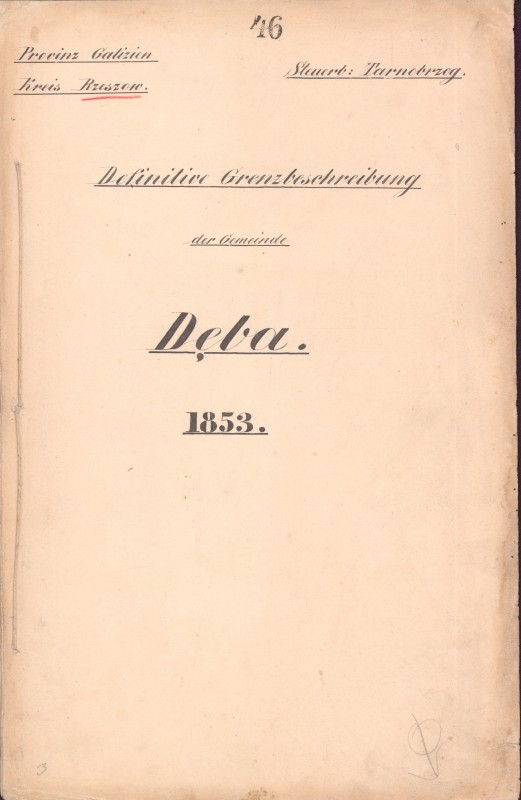 46
Provinz Galizien
Kreis Rzeszow.
Steuerb: Tarnobrzeg.
Definitive Grenzbeschreibung
der Gemeinde
Dęba.
1853.
3